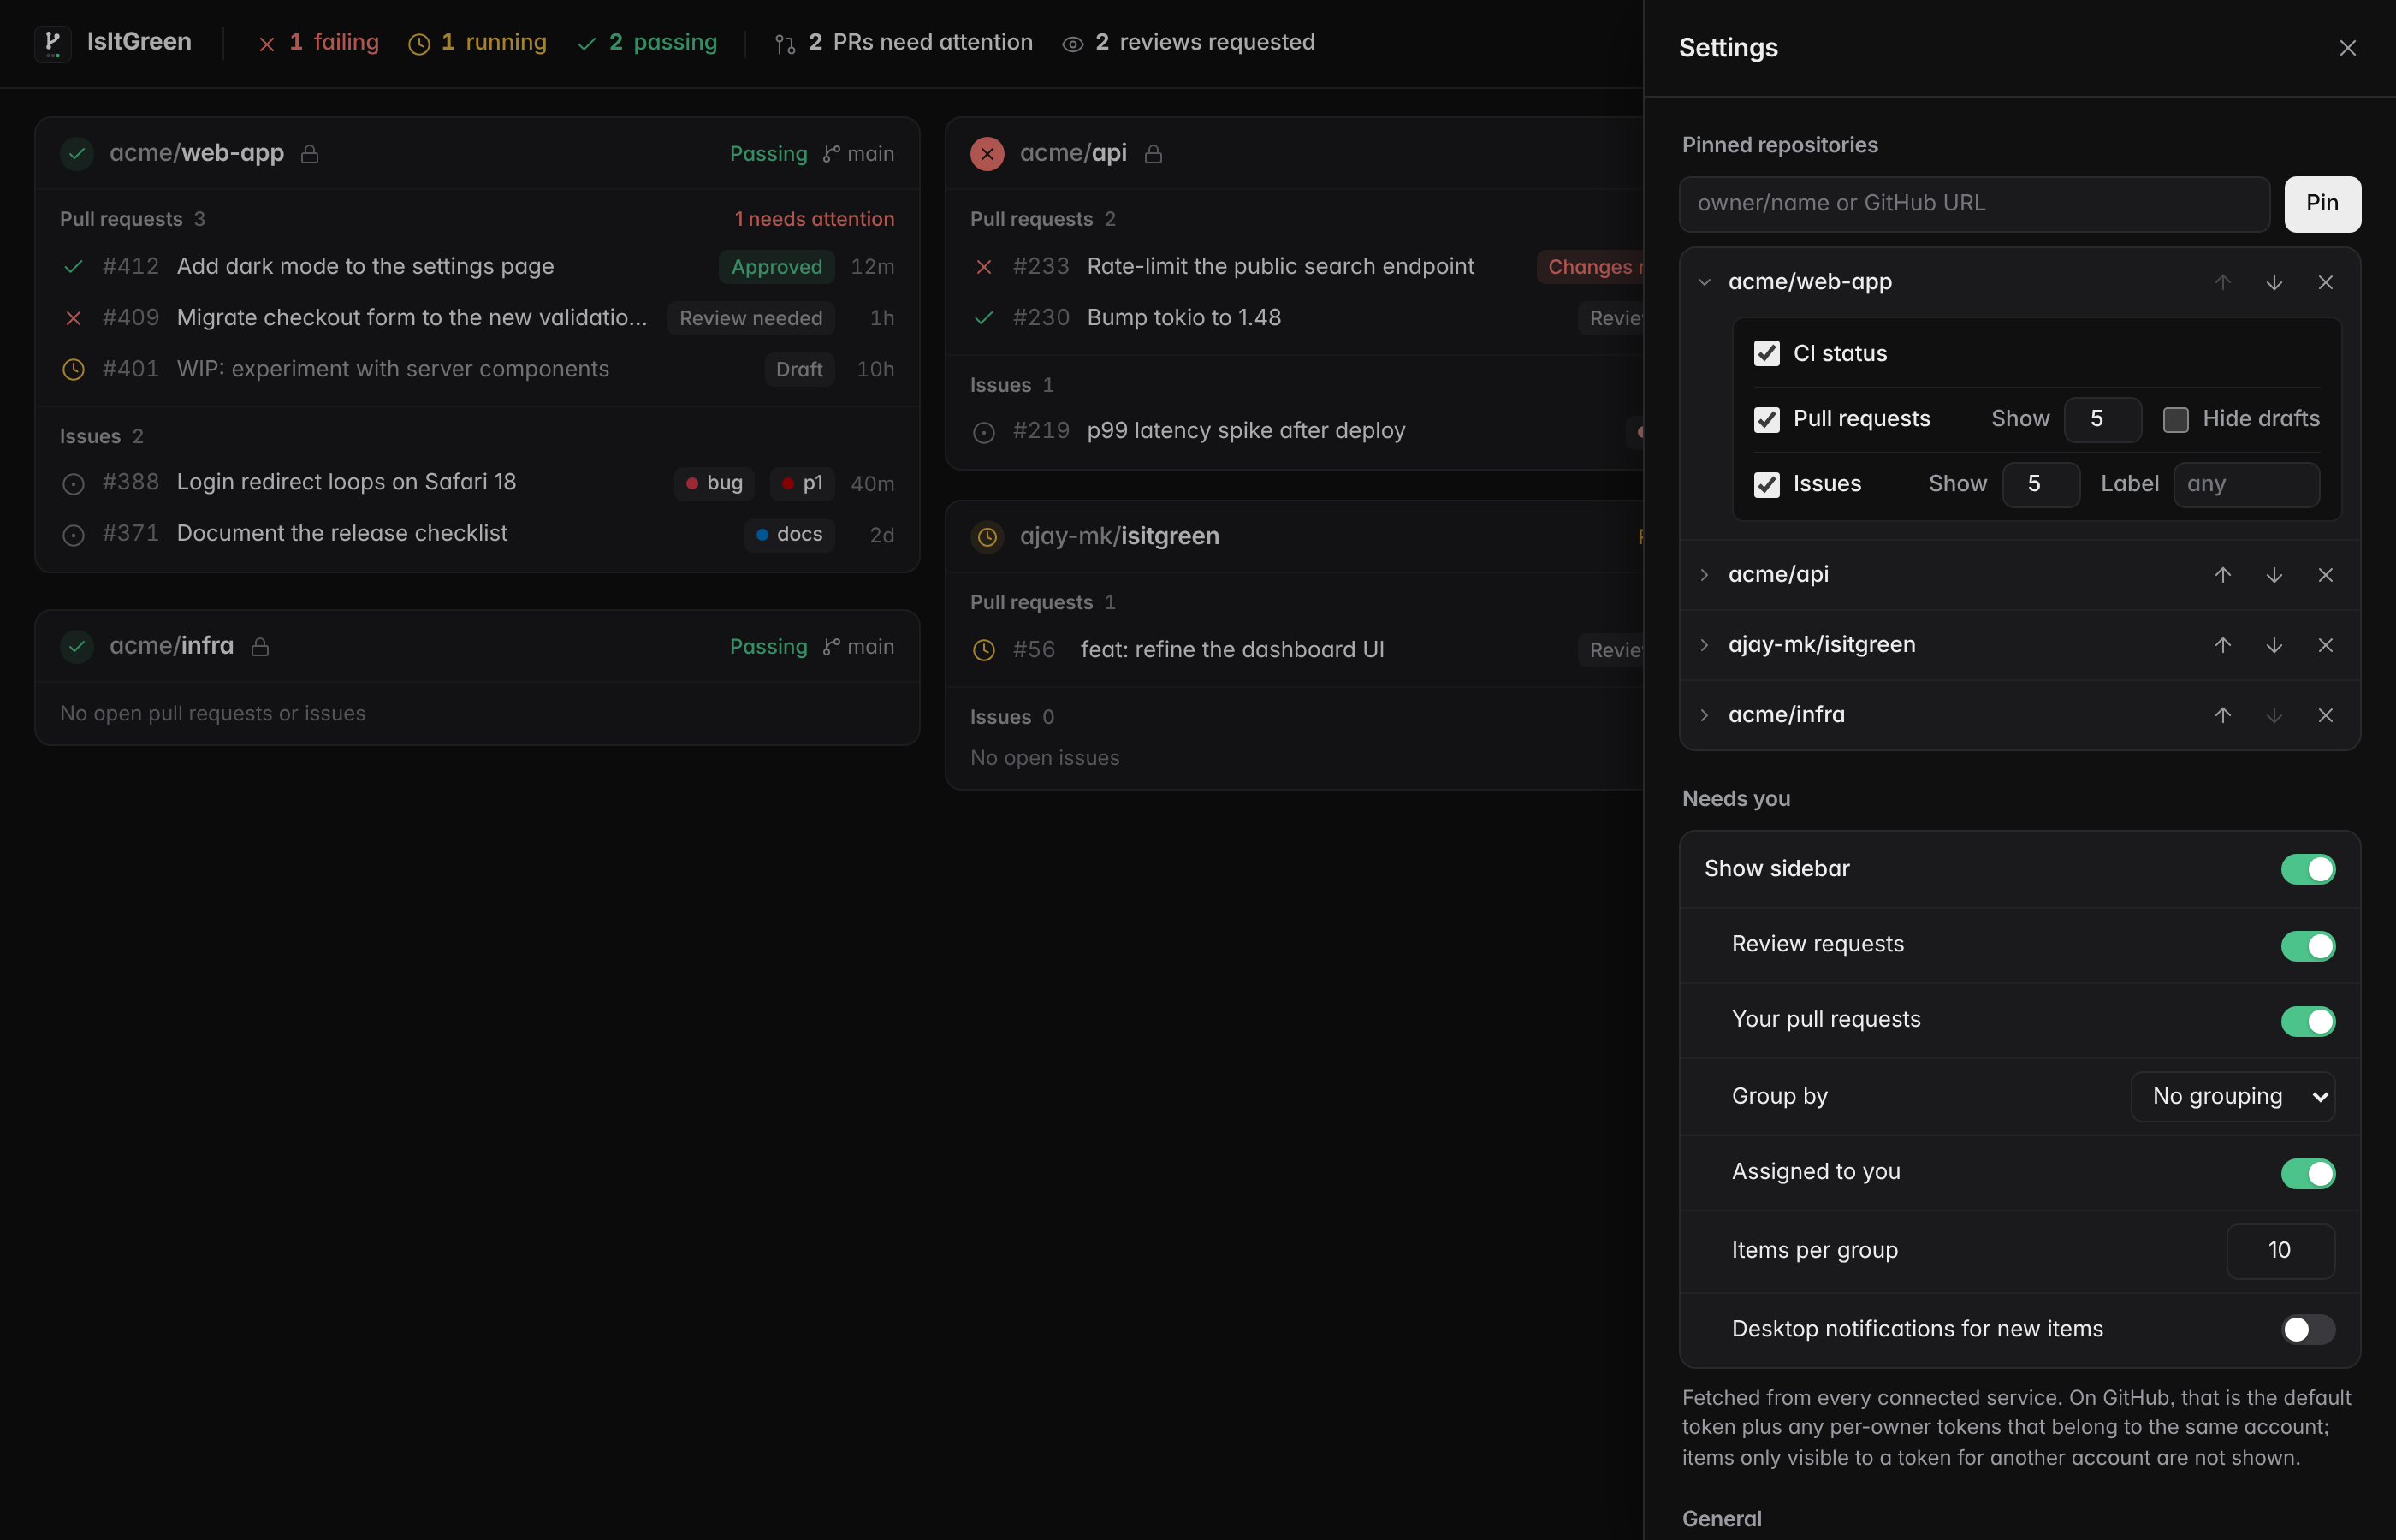 IsItGreen
1 failing
1 running
2 passing
2 PRs need attention
2 reviews requested
acme/web-app
Passing main
Pull requests 3
1 needs attention
#412 Add dark mode to the settings page Approved 12m
#409 Migrate checkout form to the new validatio... Review needed 1h
#401 WIP: experiment with server components Draft 10h
Issues 2
#388 Login redirect loops on Safari 18 bug p1 40m
#371 Document the release checklist docs 2d
acme/infra
Passing main
No open pull requests or issues
acme/api
Pull requests 2
#233 Rate-limit the public search endpoint Changes
#230 Bump tokio to 1.48
Issues 1
#219 p99 latency spike after deploy
ajay-mk/isitgreen
Pull requests 1
#56 feat: refine the dashboard UI
Issues 0
No open issues
Settings
Pinned repositories
owner/name or GitHub URL
Pin
acme/web-app
CI status
Pull requests Show 5 Hide drafts
Issues Show 5 Label any
acme/api
ajay-mk/isitgreen
acme/infra
Needs you
Show sidebar
Review requests
Your pull requests
Group by No grouping
Assigned to you
Items per group 10
Desktop notifications for new items
Fetched from every connected service. On GitHub, that is the default
token plus any per-owner tokens that belong to the same account;
items only visible to a token for another account are not shown.
General